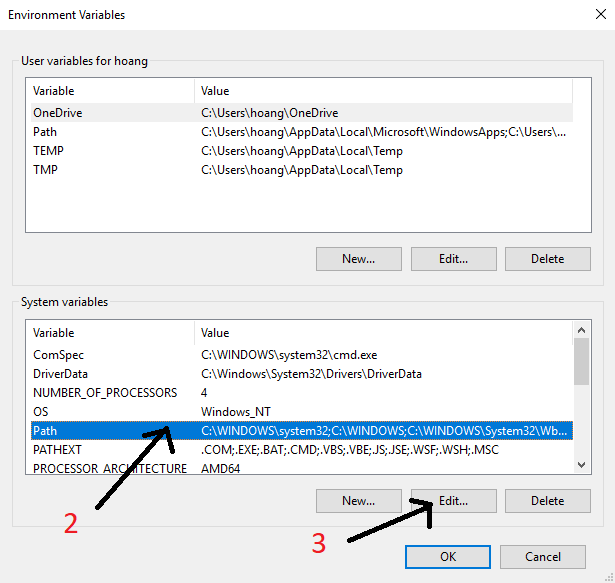 Environment Variables
User variables for hoang
Variable Value
OneDrive C:\Users\hoang\OneDrive
Path C:\Users\hoang\AppData\Local\Microsoft\WindowsApps;C:\Users\...
TEMP C:\Users\hoang\AppData\Local\Temp
TMP C:\Users\hoang\AppData\Local\Temp
New... Edit... Delete
System variables
Variable Value
ComSpec C:\WINDOWS\system32\cmd.exe
DriverData C:\Windows\System32\Drivers\DriverData
NUMBER_OF_PROCESSORS 4
OS Windows_NT
Path C:\WINDOWS\system32;C:\WINDOWS;C:\WINDOWS\System32\Wb...
PATHEXT .COM;.EXE;.BAT;.CMD;.VBS;.VBE;.JS;.JSE;.WSF;.WSH;.MSC
PROCESSOR_ARCHITECTURE AMD64
New... Edit... Delete
2
3
OK Cancel